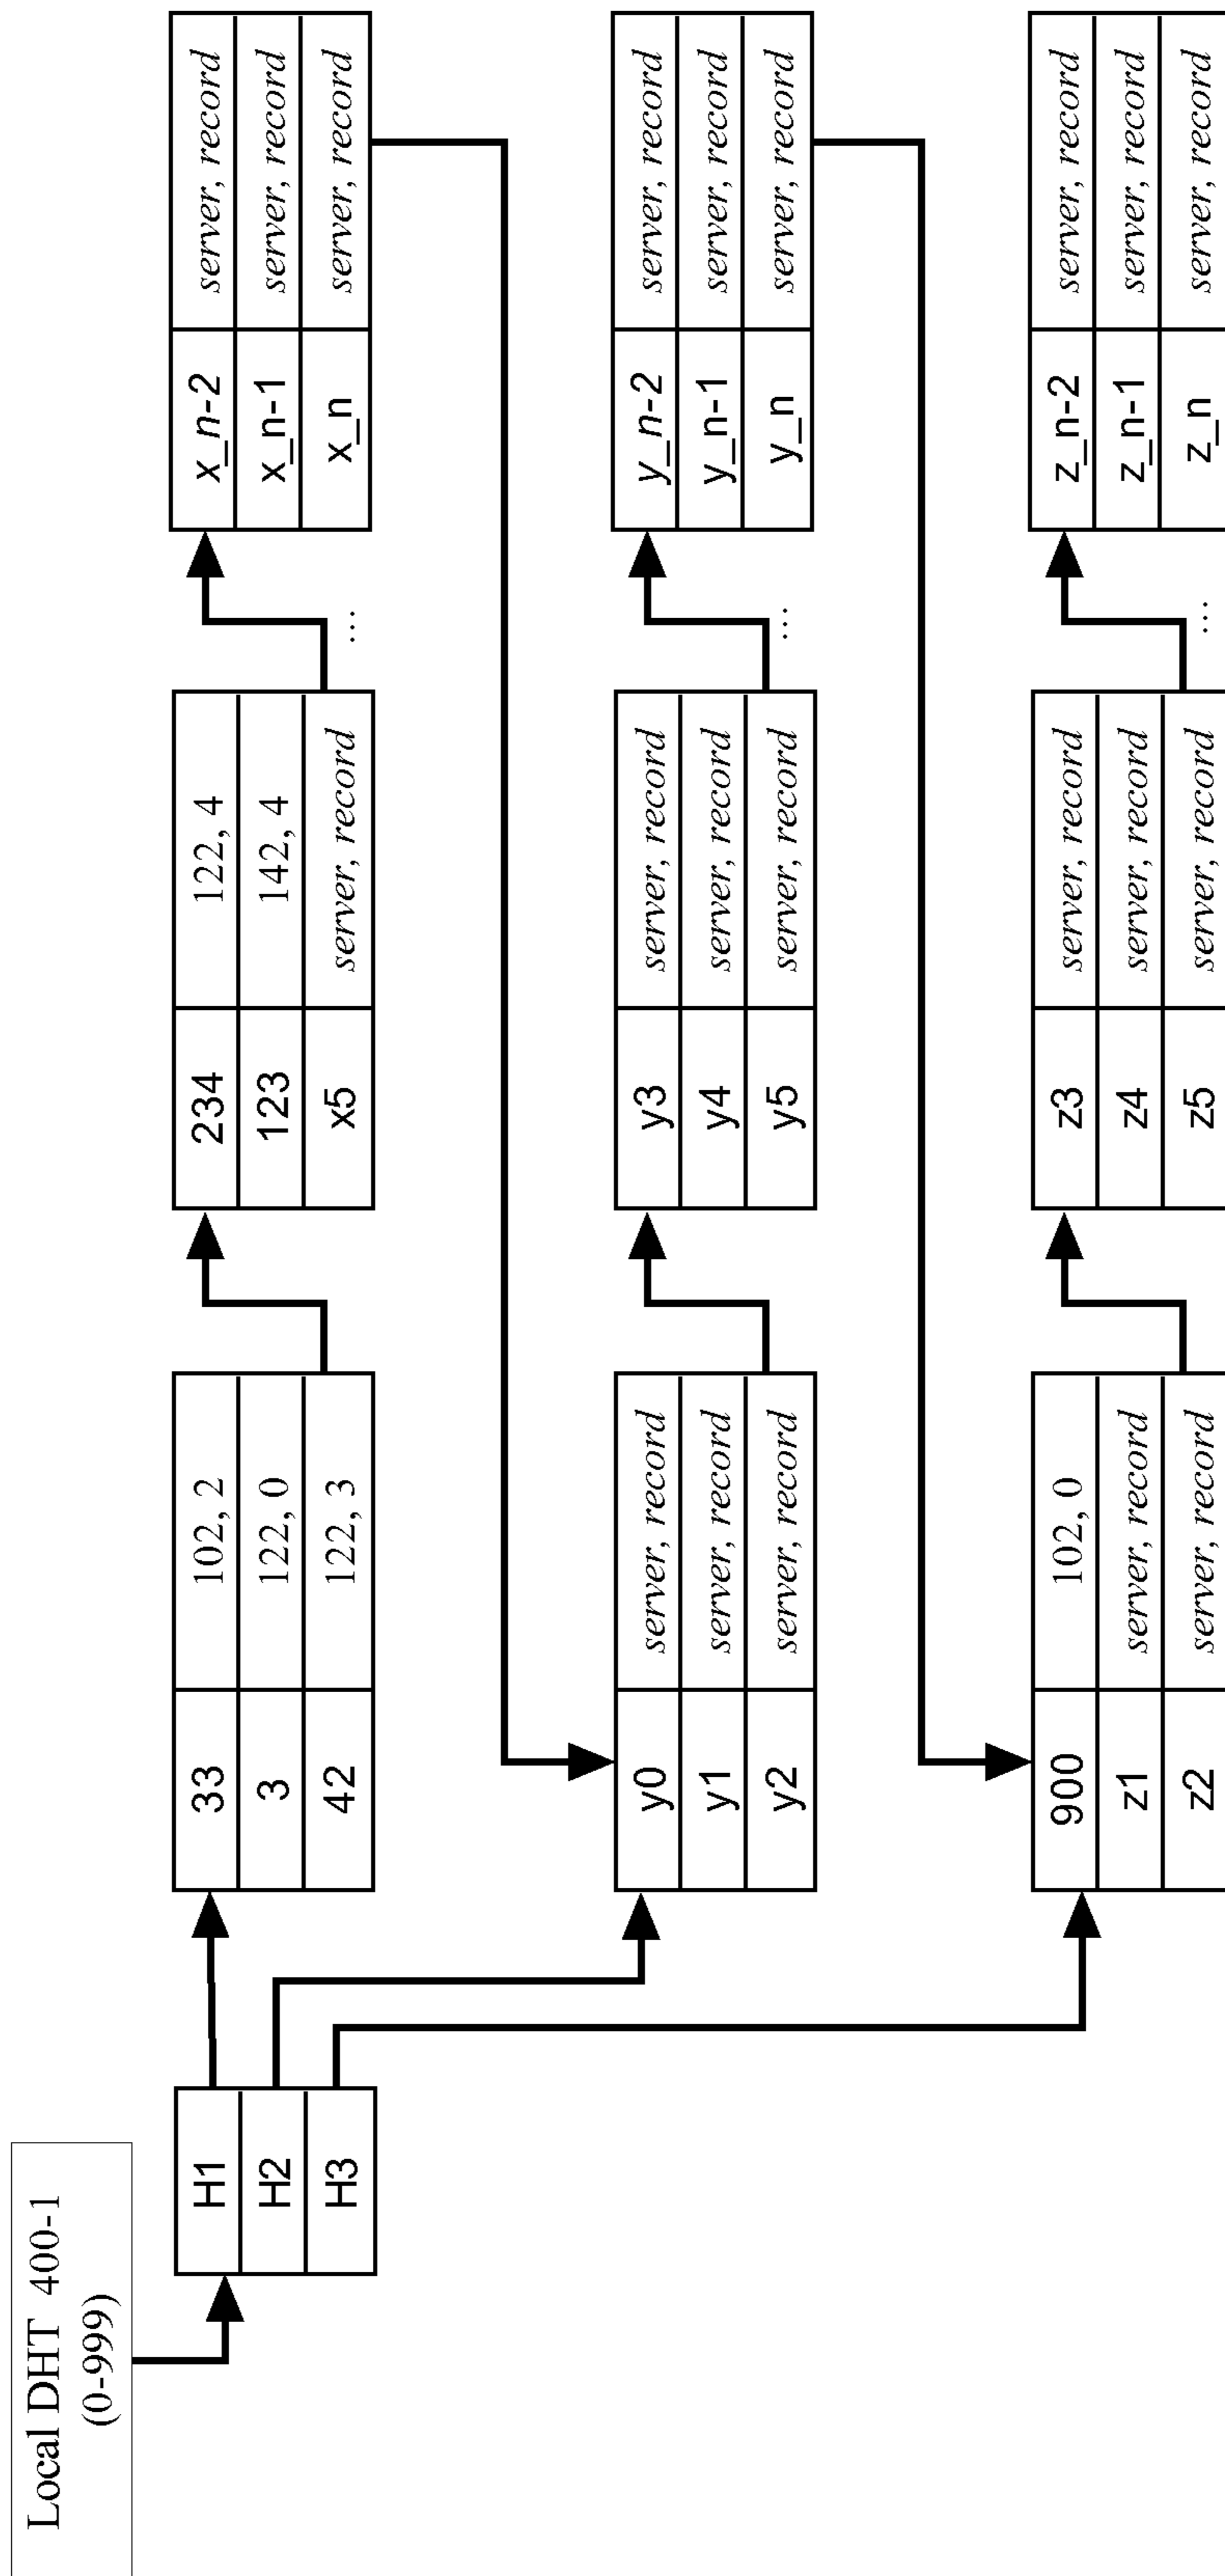 Local DHT 400-1
(0-999)
H1
H2
H3
33 102, 2
3 122, 0
42 122, 3
234 122, 4
123 142, 4
x5 server, record
...
x_n-2 server, record
x_n-1 server, record
x_n server, record
y0 server, record
y1 server, record
y2 server, record
y3 server, record
y4 server, record
y5 server, record
...
y_n-2 server, record
y_n-1 server, record
y_n server, record
900 102, 0
z1 server, record
z2 server, record
z3 server, record
z4 server, record
z5 server, record
...
z_n-2 server, record
z_n-1 server, record
z_n server, record